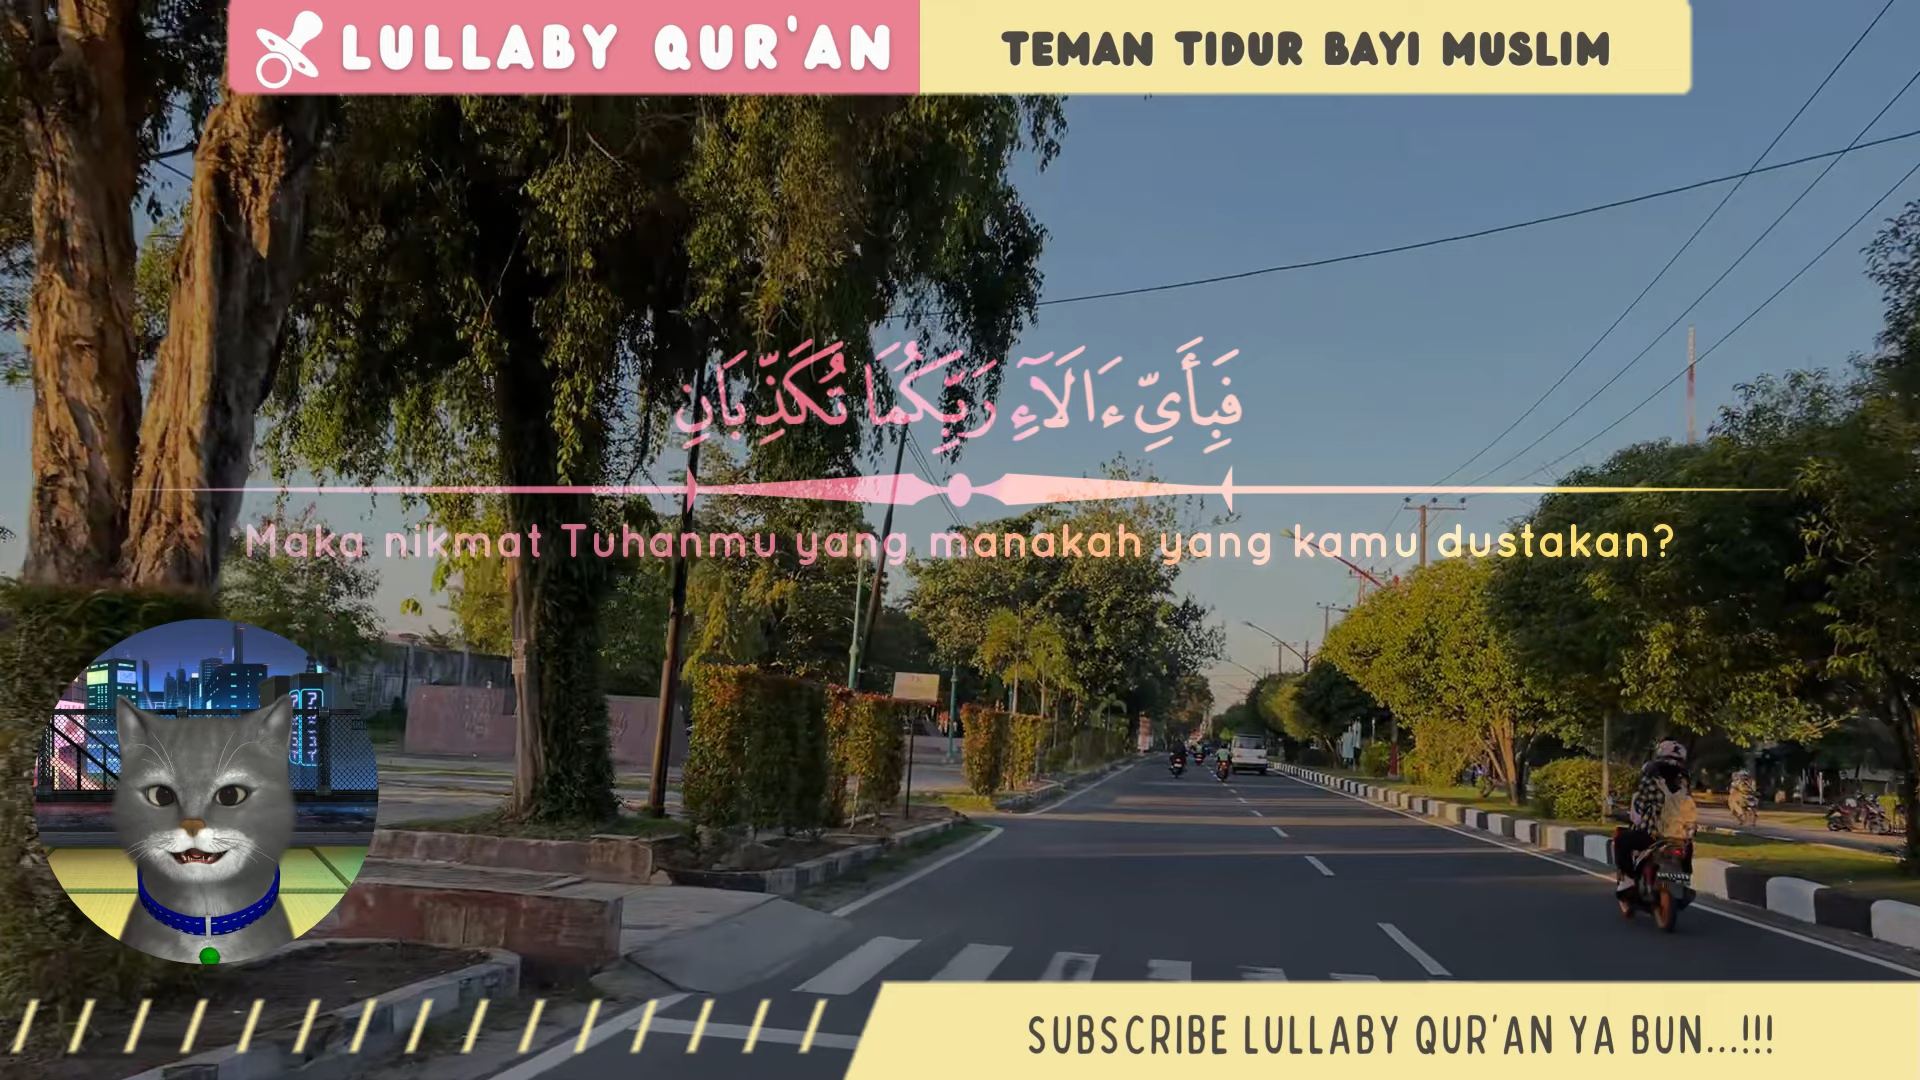 LULLABY QUR'AN
TEMAN TIDUR BAYI MUSLIM
فَبِأَيِّ ءَالَآءِ رَبِّكُمَا تُكَذِّبَانِ
Maka nikmat Tuhanmu yang manakah yang kamu dustakan?
SUBSCRIBE LULLABY QUR'AN YA BUN...!!!